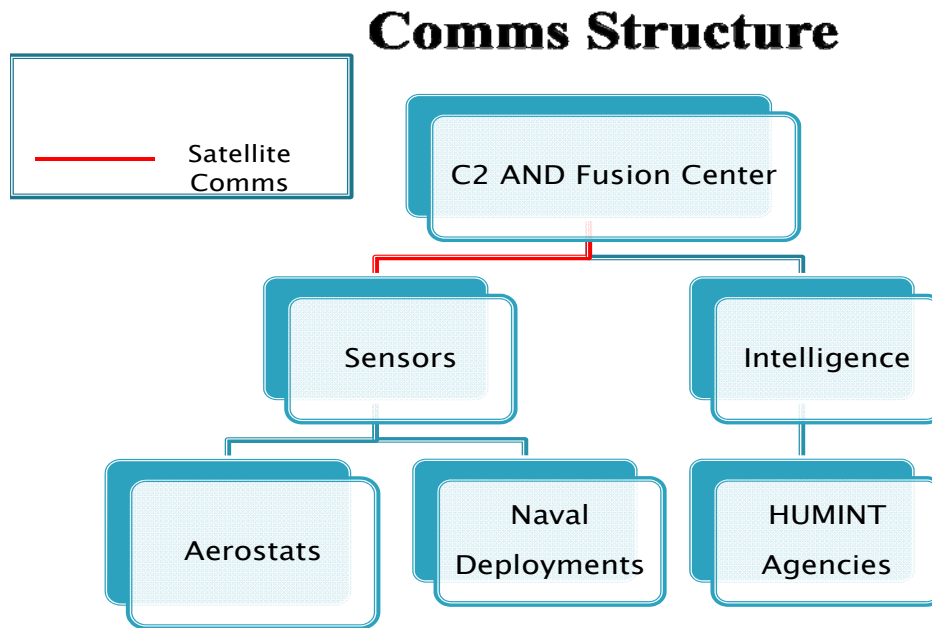 Comms Structure
Satellite
Comms
C2 AND Fusion Center
Sensors
Intelligence
Aerostats
Naval
Deployments
HUMINT
Agencies